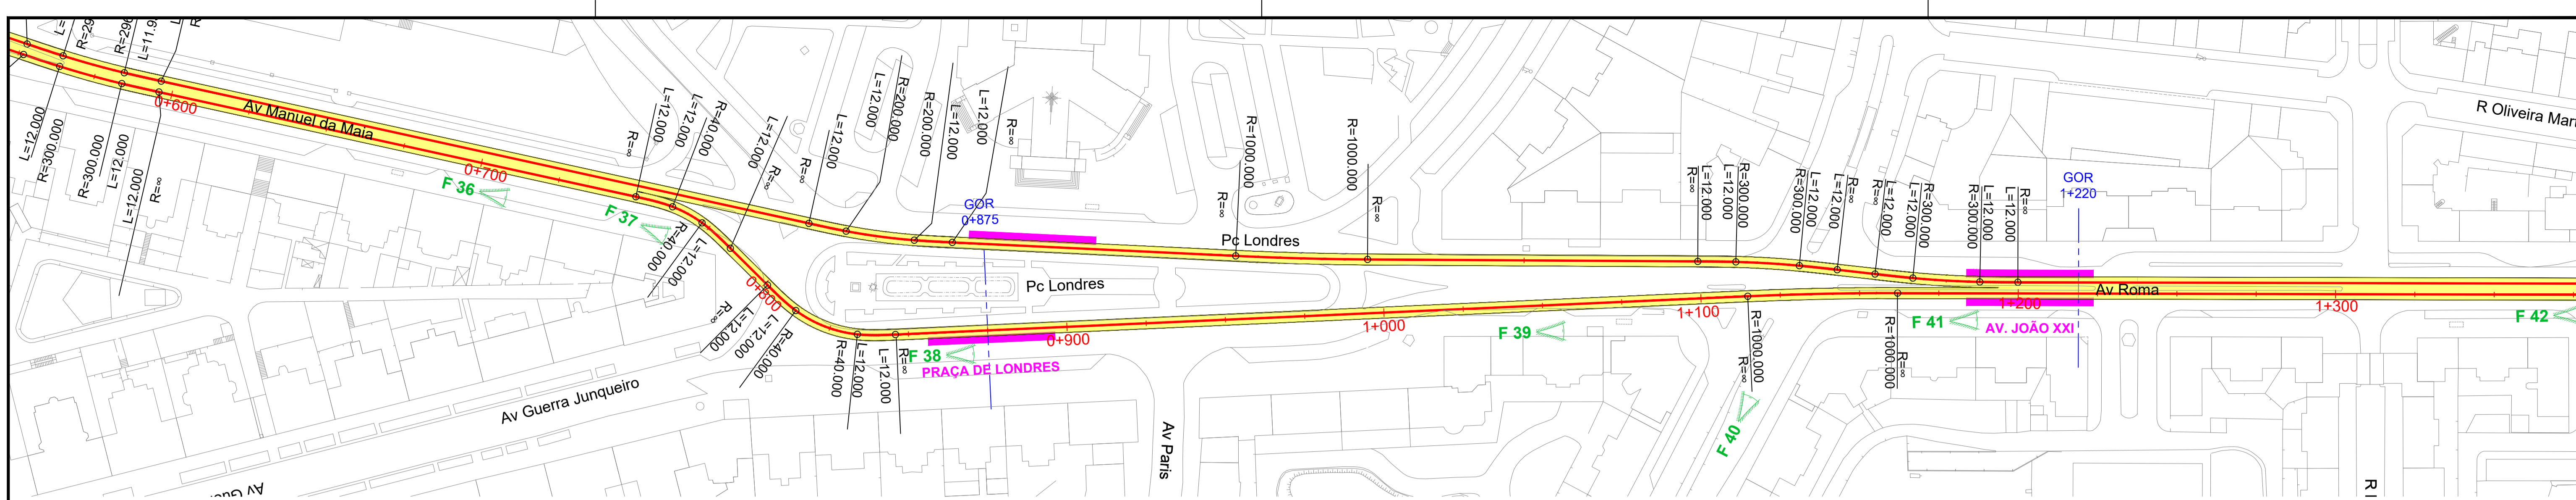 L=
R=29
R=296
L=11.9
L
R
0+600
Av Manuel da Maia
L=12.000
R=300.000
R=300.000
L=12.000
L=12.000
R=∞
0+700
F 36
F 37
R=∞
L=12.000
L=12.000
R=40.000
L=12.000
R=∞
R=∞
L=12.000
L=12.000
R=200.000
R=200.000
L=12.000
L=12.000
R=∞
GOR
0+875
R=40.000
L=12.000
0+800
R=∞
L=12.000
L=12.000
R=40.000
R=40.000
L=12.000
L=12.000
R=∞
F 38
PRAÇA DE LONDRES
0+900
Pc Londres
Pc Londres
R=∞
R=1000.000
R=1000.000
R=∞
1+000
F 39
Av Guerra Junqueiro
Av Gue
Av Paris
R=∞
L=12.000
L=12.000
R=300.000
R=300.000
L=12.000
L=12.000
R=∞
R=∞
L=12.000
L=12.000
R=300.000
R=300.000
L=12.000
L=12.000
R=∞
1+100
R=1000.000
R=∞
F 40
R=1000.000
R=∞
F 41
AV. JOÃO XXI
1+200
GOR
1+220
Av Roma
1+300
F 42
R Oliveira Mar
R